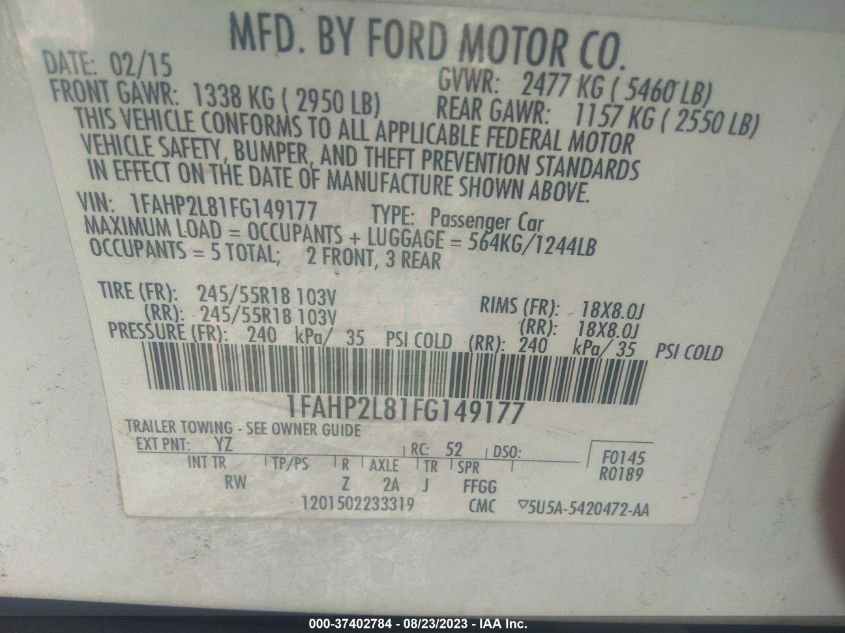 MFD. BY FORD MOTOR CO.
DATE: 02/15 GVWR: 2477 KG ( 5460 LB)
FRONT GAWR: 1338 KG ( 2950 LB) REAR GAWR: 1157 KG ( 2550 LB)
THIS VEHICLE CONFORMS TO ALL APPLICABLE FEDERAL MOTOR
VEHICLE SAFETY, BUMPER, AND THEFT PREVENTION STANDARDS
IN EFFECT ON THE DATE OF MANUFACTURE SHOWN ABOVE.
VIN: 1FAHP2L81FG149177 TYPE: Passenger Car
MAXIMUM LOAD = OCCUPANTS + LUGGAGE = 564KG/1244LB
OCCUPANTS = 5 TOTAL; 2 FRONT, 3 REAR
TIRE (FR): 245/55R18 103V RIMS (FR): 18X8.0J
(RR): 245/55R18 103V (RR): 18X8.0J
PRESSURE (FR): 240 kPa/ 35 PSI COLD (RR): 240 kPa/ 35 PSI COLD
1FAHP2L81FG149177
TRAILER TOWING - SEE OWNER GUIDE
EXT PNT: YZ RC: 52 DSO: F0145
INT TR TP/PS R AXLE TR SPR R0189
RW Z 2A J FFGG
1201502233319 CMC ▽5U5A-5420472-AA
000-37402784 - 08/23/2023 - IAA Inc.